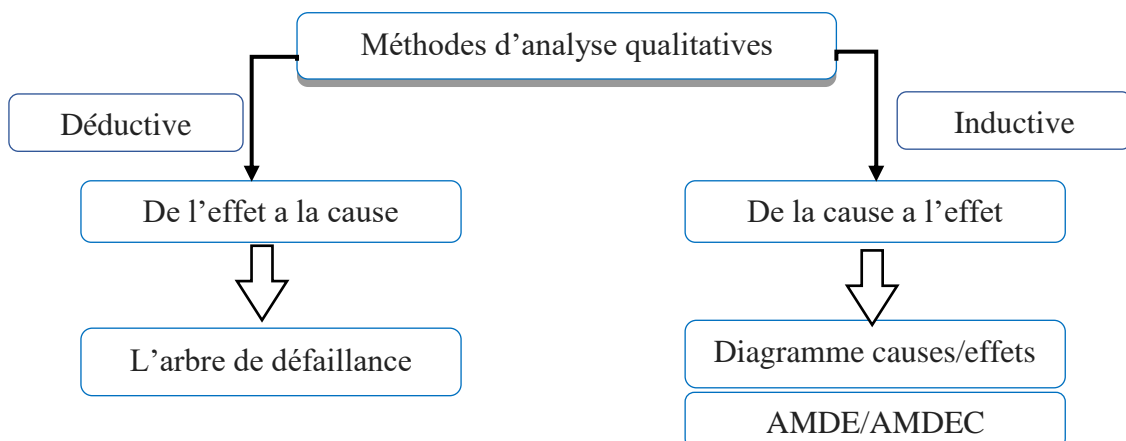 Méthodes d’analyse qualitatives
Déductive
Inductive
De l’effet a la cause
De la cause a l’effet
L’arbre de défaillance
Diagramme causes/effets
AMDE/AMDEC